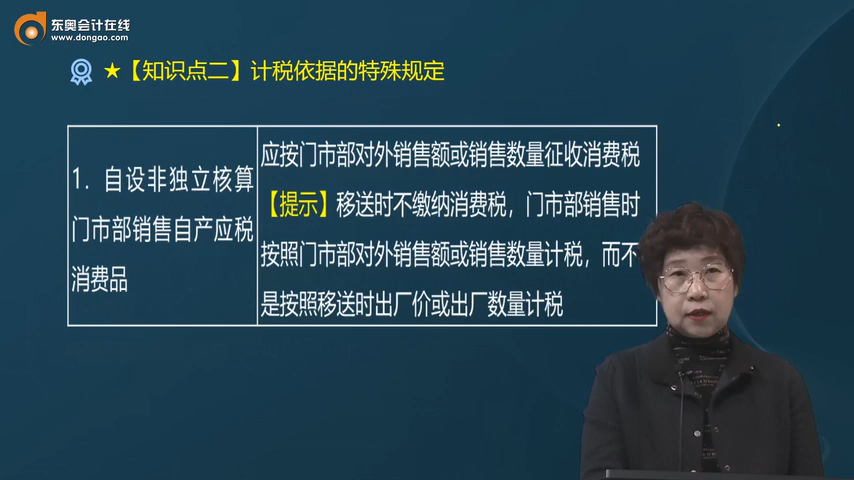 东奥会计在线
www.dongao.com
★【知识点二】计税依据的特殊规定
1．自设非独立核算
门市部销售自产应税
消费品
应按门市部对外销售额或销售数量征收消费税
【提示】移送时不缴纳消费税，门市部销售时
按照门市部对外销售额或销售数量计税，而不
是按照移送时出厂价或出厂数量计税